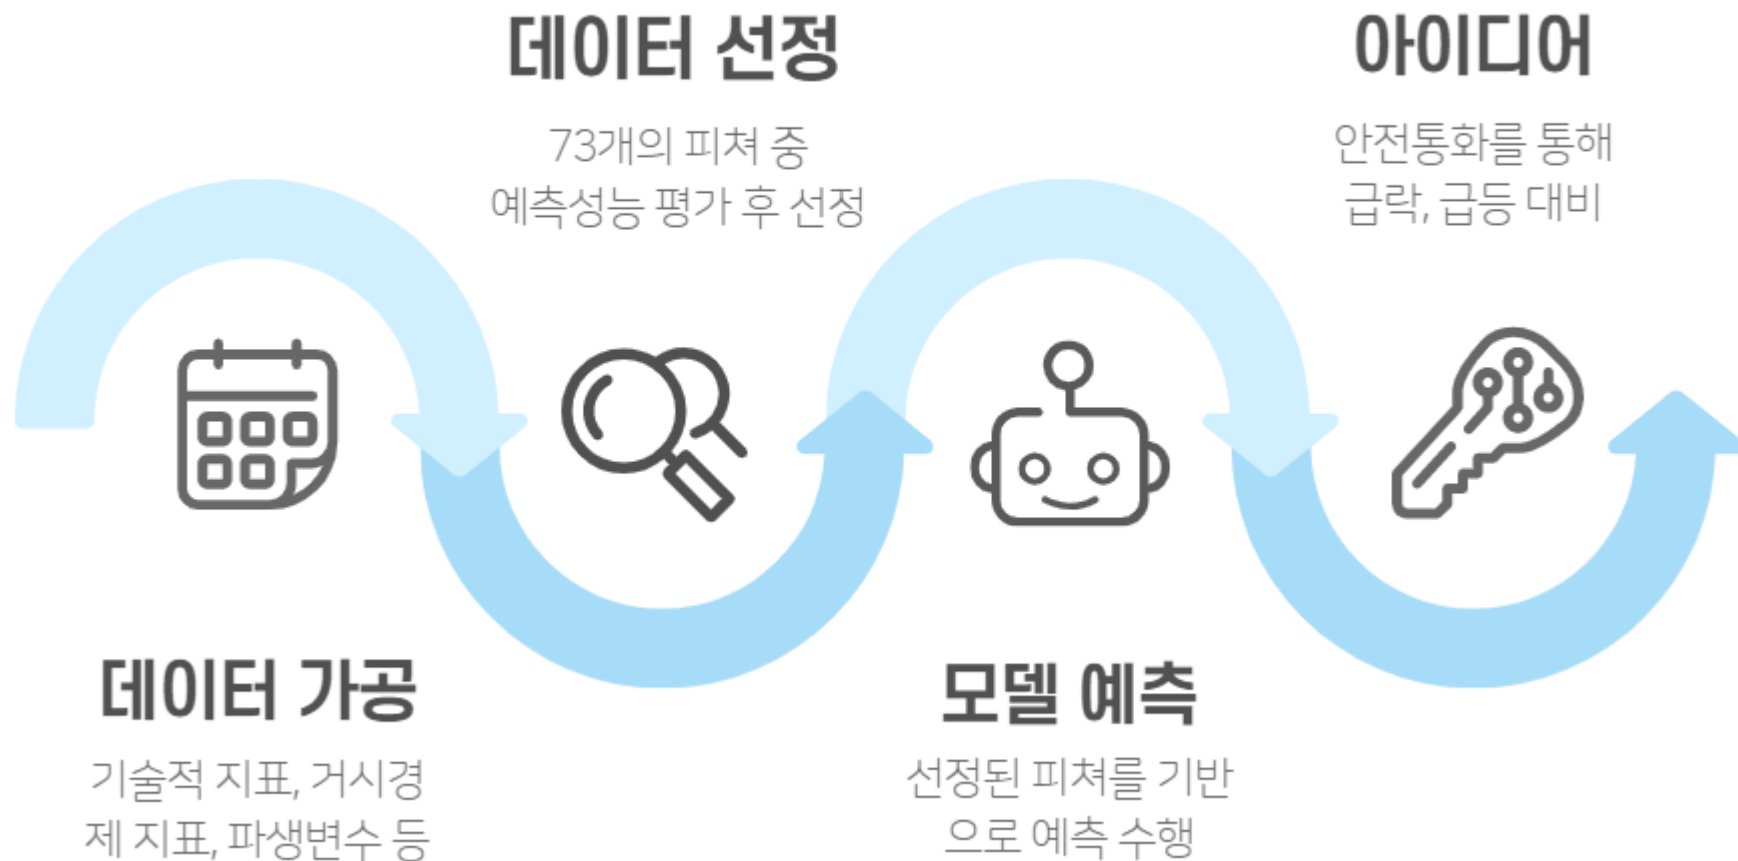 데이터 가공
기술적 지표, 거시경
제 지표, 파생변수 등
데이터 선정
73개의 피쳐 중
예측성능 평가 후 선정
모델 예측
선정된 피쳐를 기반
으로 예측 수행
아이디어
안전통화를 통해
급락, 급등 대비